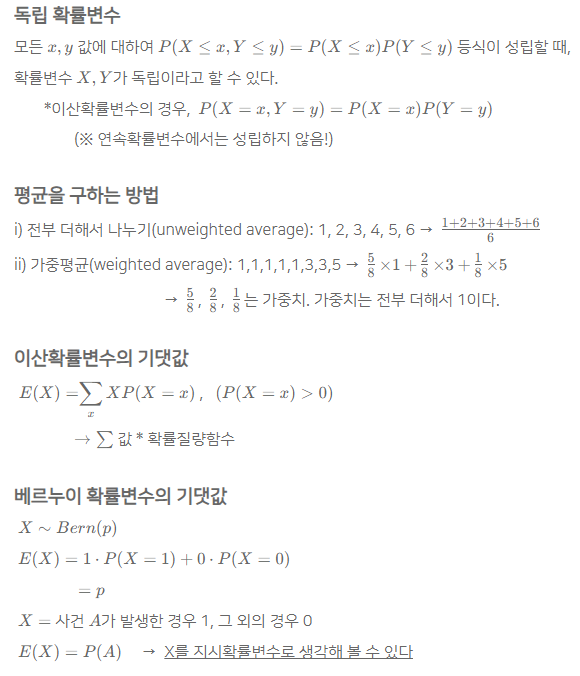 독립 확률변수
모든 x, y 값에 대하여 P(X ≤ x, Y ≤ y) = P(X ≤ x)P(Y ≤ y) 등식이 성립할 때,
확률변수 X, Y가 독립이라고 할 수 있다.
*이산확률변수의 경우, P(X = x, Y = y) = P(X = x)P(Y = y)
(※ 연속확률변수에서는 성립하지 않음!)
평균을 구하는 방법
i) 전부 더해서 나누기(unweighted average): 1, 2, 3, 4, 5, 6 → \frac{1+2+3+4+5+6}{6}
ii) 가중평균(weighted average): 1,1,1,1,1,3,3,5 → \frac{5}{8}×1 + \frac{2}{8}×3 + \frac{1}{8}×5
→ \frac{5}{8}, \frac{2}{8}, \frac{1}{8}는 가중치. 가중치는 전부 더해서 1이다.
이산확률변수의 기댓값
E(X) = \sum_{x} XP(X = x), (P(X = x) > 0)
→ ∑ 값 * 확률질량함수
베르누이 확률변수의 기댓값
X ∼ Bern(p)
E(X) = 1 · P(X = 1) + 0 · P(X = 0)
= p
X = 사건 A가 발생한 경우 1, 그 외의 경우 0
E(X) = P(A) → X를 지시확률변수로 생각해 볼 수 있다